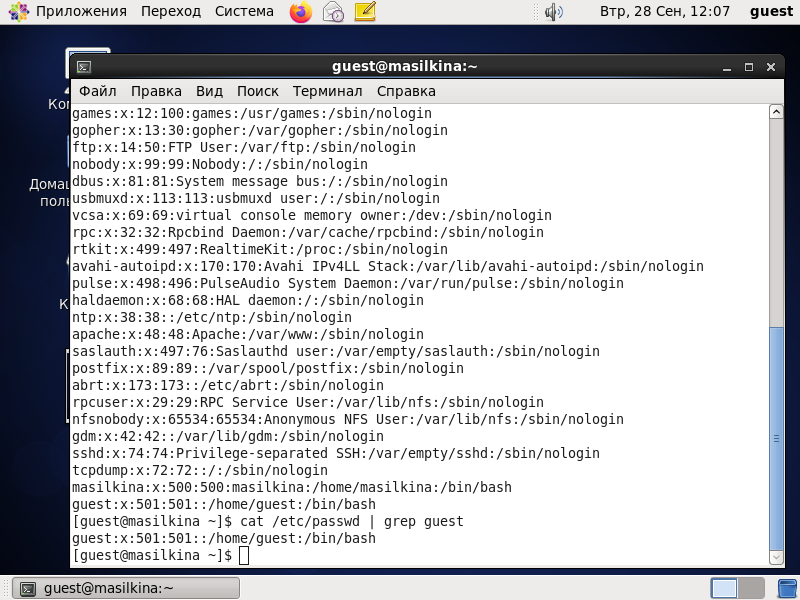 Приложения Переход Система Втр, 28 Сен, 12:07 guest
guest@masilkina:~
Файл Правка Вид Поиск Терминал Справка
games:x:12:100:games:/usr/games:/sbin/nologin
gopher:x:13:30:gopher:/var/gopher:/sbin/nologin
ftp:x:14:50:FTP User:/var/ftp:/sbin/nologin
nobody:x:99:99:Nobody:/:/sbin/nologin
dbus:x:81:81:System message bus:/:/sbin/nologin
usbmuxd:x:113:113:usbmuxd user:/:/sbin/nologin
vcsa:x:69:69:virtual console memory owner:/dev:/sbin/nologin
rpc:x:32:32:Rpcbind Daemon:/var/cache/rpcbind:/sbin/nologin
rtkit:x:499:497:RealtimeKit:/proc:/sbin/nologin
avahi-autoipd:x:170:170:Avahi IPv4LL Stack:/var/lib/avahi-autoipd:/sbin/nologin
pulse:x:498:496:PulseAudio System Daemon:/var/run/pulse:/sbin/nologin
haldaemon:x:68:68:HAL daemon:/:/sbin/nologin
ntp:x:38:38::/etc/ntp:/sbin/nologin
apache:x:48:48:Apache:/var/www:/sbin/nologin
saslauth:x:497:76:Saslauthd user:/var/empty/saslauth:/sbin/nologin
postfix:x:89:89::/var/spool/postfix:/sbin/nologin
abrt:x:173:173::/etc/abrt:/sbin/nologin
rpcuser:x:29:29:RPC Service User:/var/lib/nfs:/sbin/nologin
nfsnobody:x:65534:65534:Anonymous NFS User:/var/lib/nfs:/sbin/nologin
gdm:x:42:42::/var/lib/gdm:/sbin/nologin
sshd:x:74:74:Privilege-separated SSH:/var/empty/sshd:/sbin/nologin
tcpdump:x:72:72::/:/sbin/nologin
masilkina:x:500:500:masilkina:/home/masilkina:/bin/bash
guest:x:501:501::/home/guest:/bin/bash
[guest@masilkina ~]$ cat /etc/passwd | grep guest
guest:x:501:501::/home/guest:/bin/bash
[guest@masilkina ~]$
guest@masilkina:~